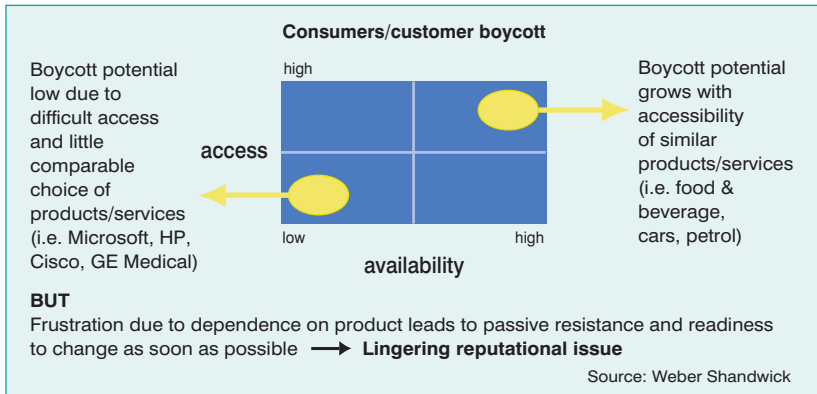 Consumers/customer boycott
Boycott potential
low due to
difficult access
and little
comparable
choice of
products/services
(i.e. Microsoft, HP,
Cisco, GE Medical)
high
access
low
high
availability
Boycott potential
grows with
accessibility
of similar
products/services
(i.e. food &
beverage,
cars, petrol)
BUT
Frustration due to dependence on product leads to passive resistance and readiness
to change as soon as possible → Lingering reputational issue
Source: Weber Shandwick